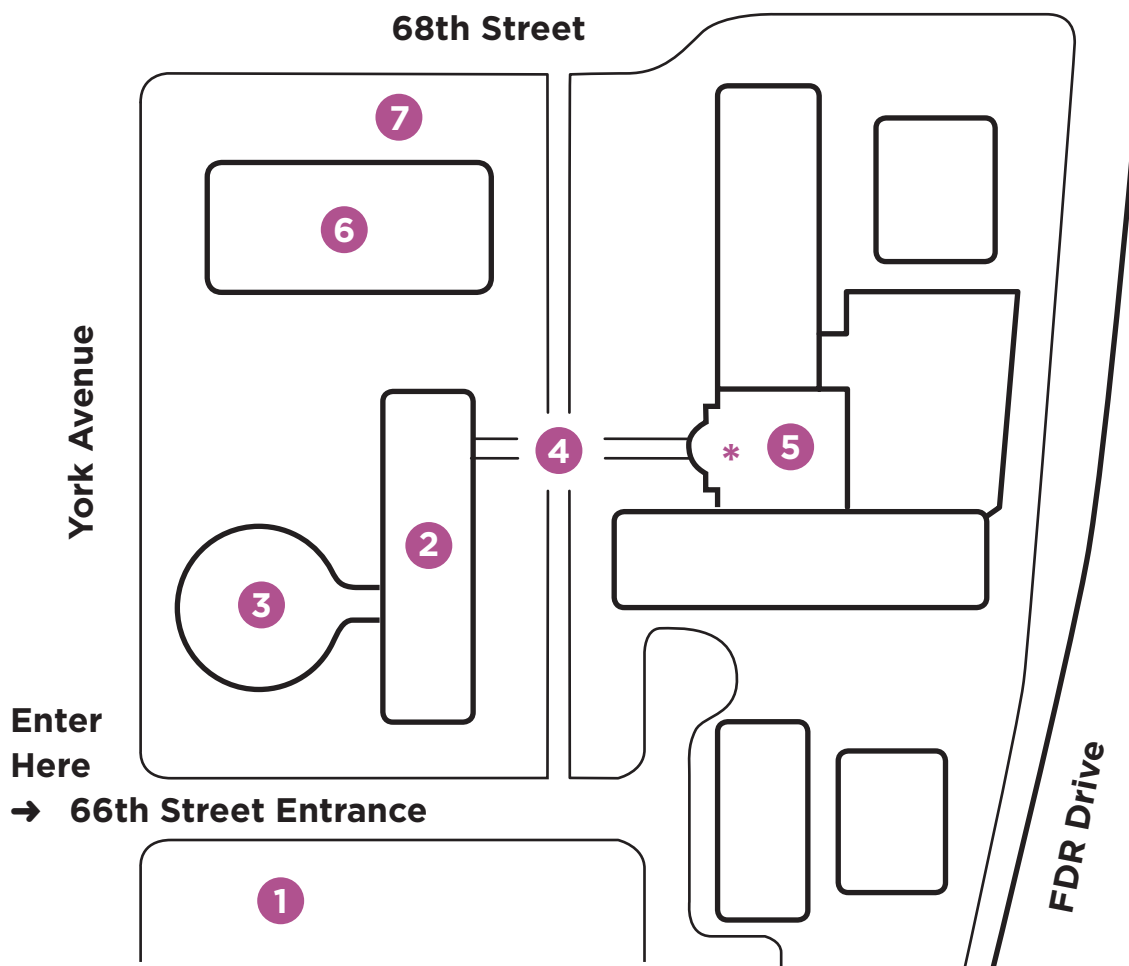 68th Street
7
6
York Avenue
4
* 5
2
3
Enter
Here
→ 66th Street Entrance
FDR Drive
1